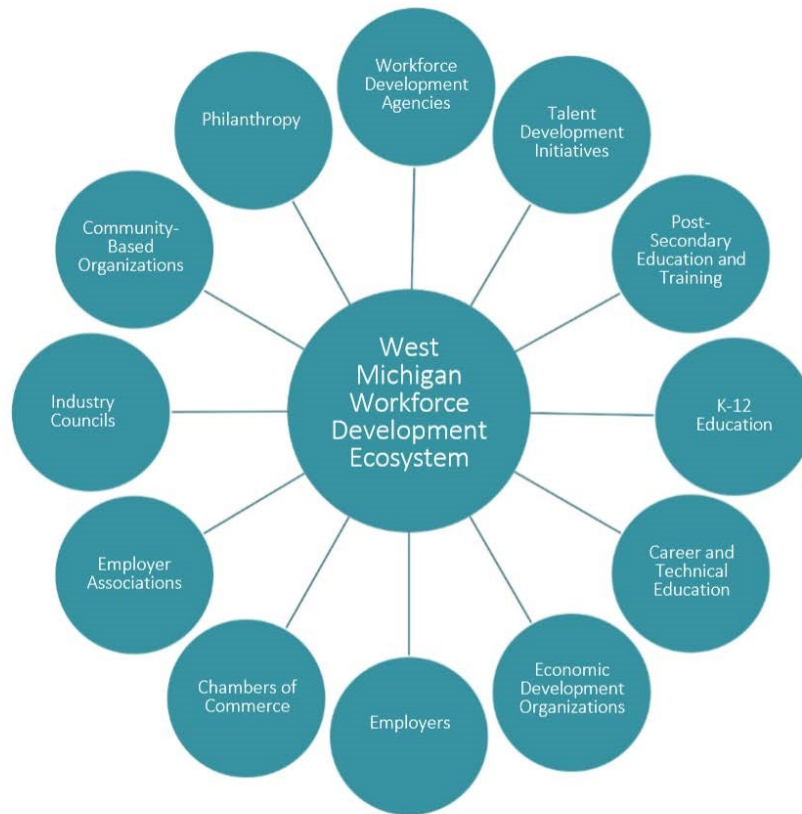 Workforce
Development
Agencies
Talent
Development
Initiatives
Post-
Secondary
Education and
Training
K-12
Education
Career and
Technical
Education
Economic
Development
Organizations
Employers
Chambers of
Commerce
Employer
Associations
Industry
Councils
Community-
Based
Organizations
Philanthropy
West
Michigan
Workforce
Development
Ecosystem